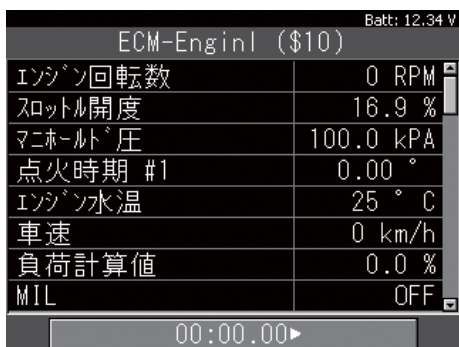 Batt: 12.34 V
ECM-Enginl ($10)
ｴﾝｼﾞﾝ回転数 0 RPM
ｽﾛｯﾄﾙ開度 16.9 %
ﾏﾆﾎｰﾙﾄﾞ圧 100.0 kPA
点火時期 #1 0.00 °
ｴﾝｼﾞﾝ水温 25 ° C
車速 0 km/h
負荷計算値 0.0 %
MIL OFF
00:00.00▶